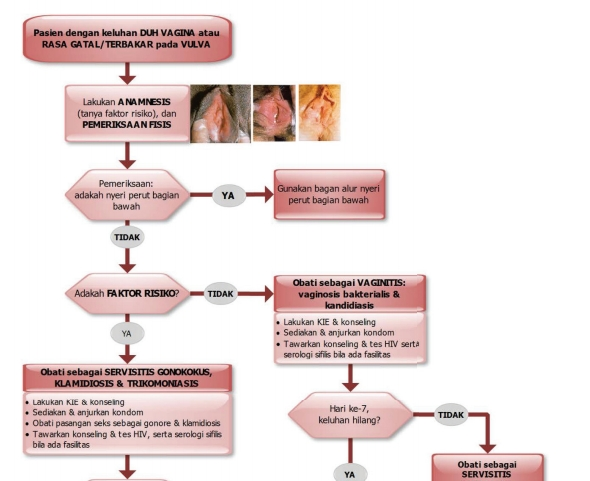 Pasien dengan keluhan DUH VAGINA atau
RASA GATAL/TERBAKAR pada VULVA
Lakukan ANAMNESIS
(tanya faktor risiko), dan
PEMERIKSAAN FISIS
Pemeriksaan:
adakah nyeri perut bagian
bawah
YA
Gunakan bagan alur nyeri
perut bagian bawah
TIDAK
Adakah FAKTOR RISIKO?
TIDAK
Obati sebagai VAGINITIS:
vaginosis bakterialis &
kandidiasis
• Lakukan KIE & konseling
• Sediakan & anjurkan kondom
• Tawarkan konseling & tes HIV serta
serologi sifilis bila ada fasilitas
YA
Obati sebagai SERVISITIS GONOKOKUS,
KLAMIDIOSIS & TRIKOMONIASIS
• Lakukan KIE & konseling
• Sediakan & anjurkan kondom
• Obati pasangan seks sebagai gonore & klamidiosis
• Tawarkan konseling & tes HIV, serta serologi sifilis
bila ada fasilitas
Hari ke-7,
keluhan hilang?
TIDAK
YA
Obati sebagai
SERVISITIS